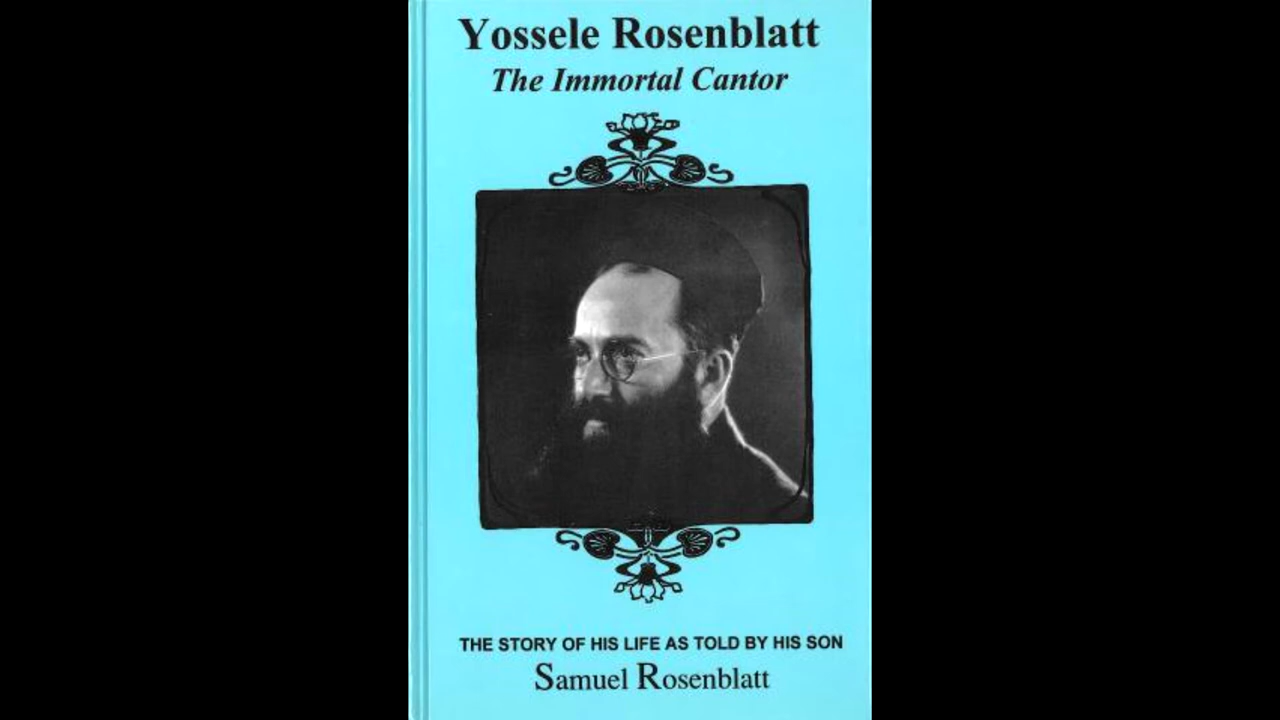 Yossele Rosenblatt
The Immortal Cantor
THE STORY OF HIS LIFE AS TOLD BY HIS SON
Samuel Rosenblatt